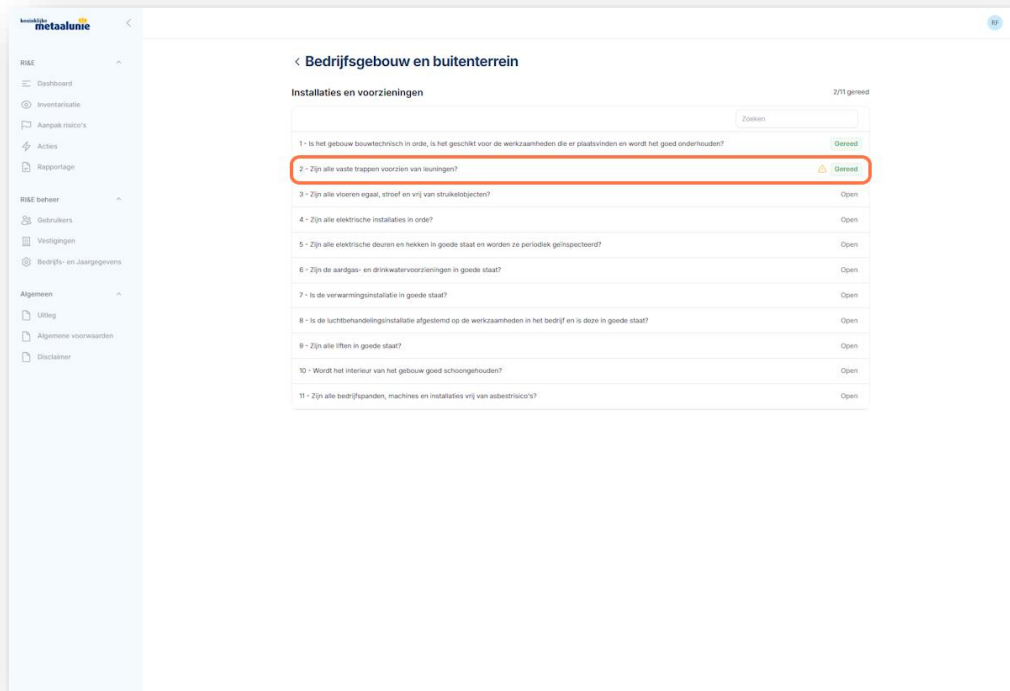 koninklijke
metaalunie
RF
RI&E
Dashboard
Inventarisatie
Aanpak risico's
Acties
Rapportage
RI&E beheer
Gebruikers
Vestigingen
Bedrijfs- en Jaargegevens
Algemeen
Uitleg
Algemene voorwaarden
Disclaimer
Bedrijfsgebouw en buitenterrein
Installaties en voorzieningen 2/11 gereed
Zoeken
1 - Is het gebouw bouwtechnisch in orde, is het geschikt voor de werkzaamheden die er plaatsvinden en wordt het goed onderhouden? Gereed
2 - Zijn alle vaste trappen voorzien van leuningen? Gereed
3 - Zijn alle vloeren egaal, stroef en vrij van struikelobjecten? Open
4 - Zijn alle elektrische installaties in orde? Open
5 - Zijn alle elektrische deuren en hekken in goede staat en worden ze periodiek geïnspecteerd? Open
6 - Zijn de aardgas- en drinkwatervoorzieningen in goede staat? Open
7 - Is de verwarmingsinstallatie in goede staat? Open
8 - Is de luchtbehandelingsinstallatie afgestemd op de werkzaamheden in het bedrijf en is deze in goede staat? Open
9 - Zijn alle liften in goede staat? Open
10 - Wordt het interieur van het gebouw goed schoongehouden? Open
11 - Zijn alle bedrijfspanden, machines en installaties vrij van asbestrisico's? Open